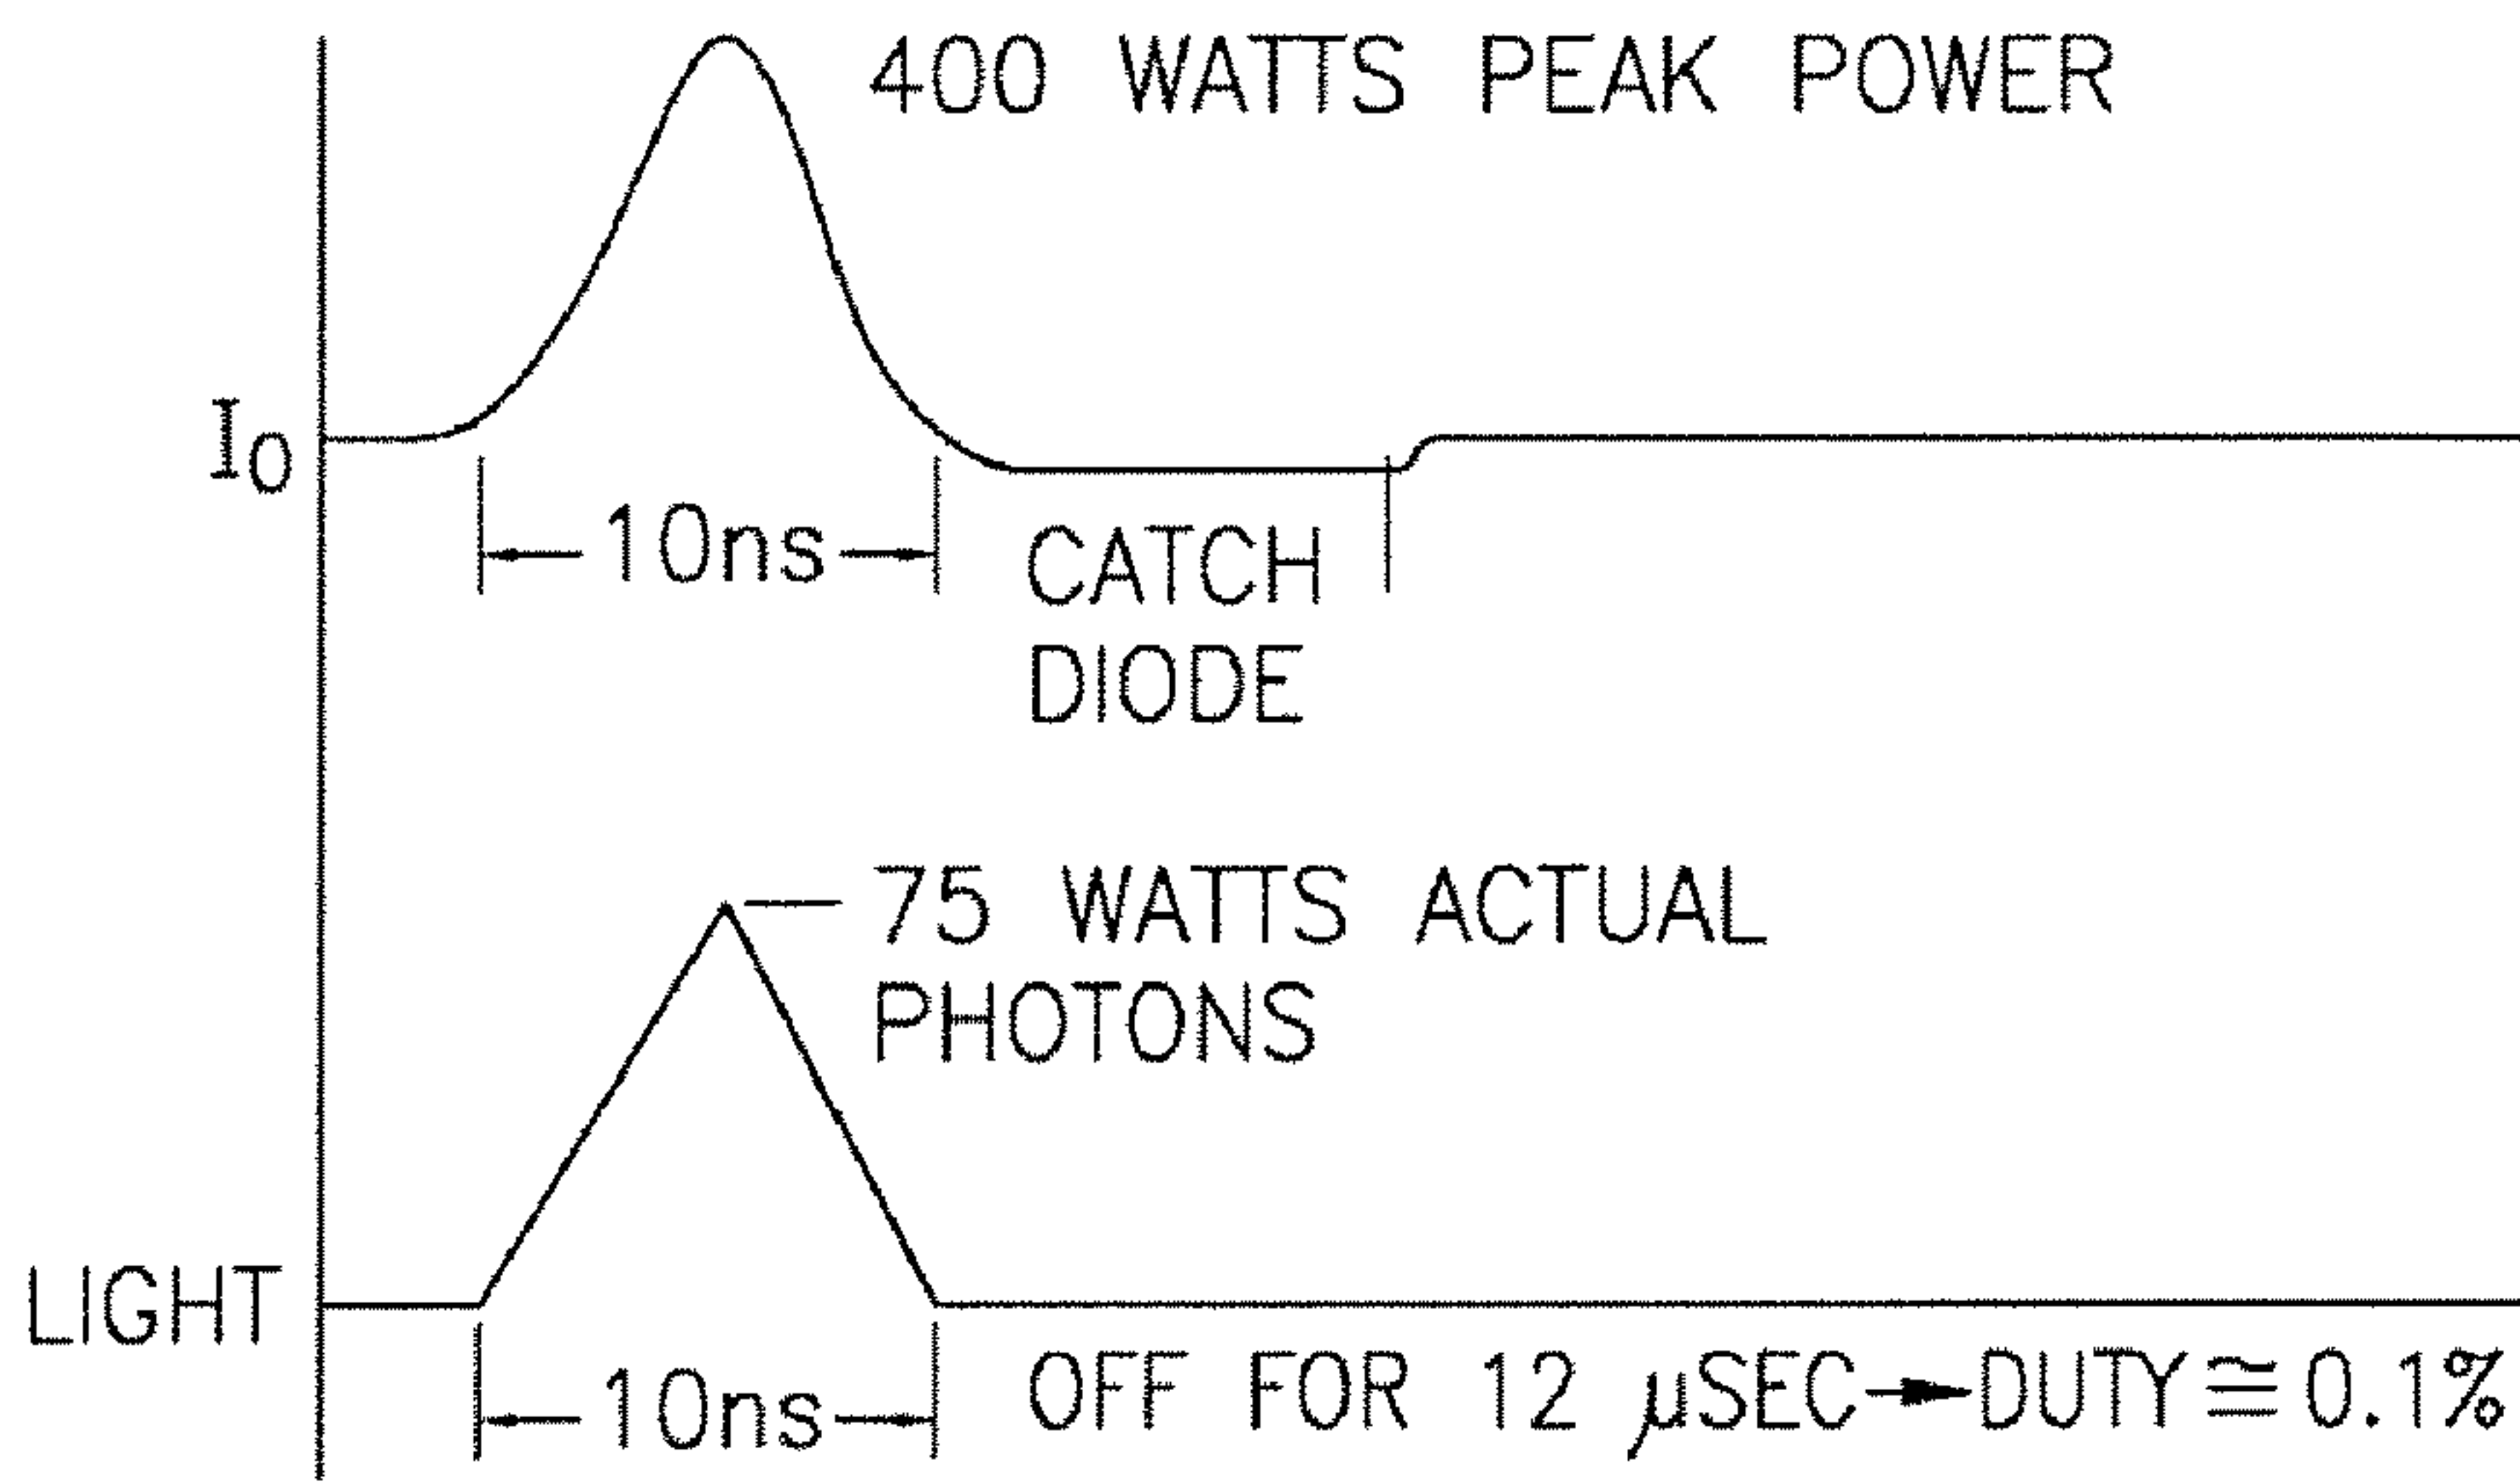 400 WATTS PEAK POWER
IO
10ns
CATCH
DIODE
75 WATTS ACTUAL
PHOTONS
LIGHT
10ns
OFF FOR 12 μSEC→DUTY≅0.1%